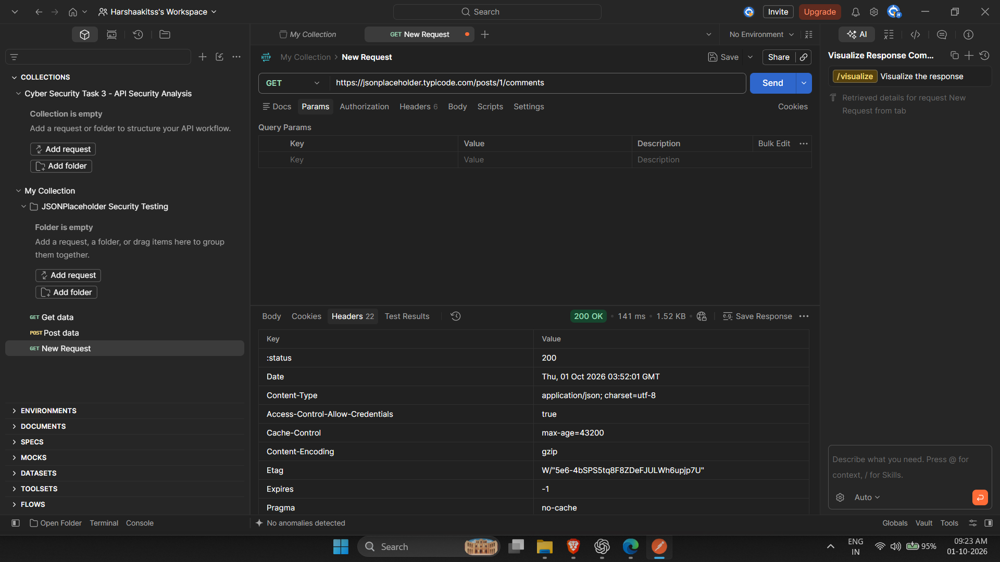 Harshaakitss's Workspace
Search
Invite
Upgrade
My Collection
GET New Request
No Environment
AI
HTTP
My Collection > New Request
Save
Share
Visualize Response Com...
/visualize Visualize the response
Retrieved details for request New
Request from tab
COLLECTIONS
Cyber Security Task 3 - API Security Analysis
Collection is empty
Add a request or folder to structure your API workflow.
Add request
Add folder
My Collection
JSONPlaceholder Security Testing
Folder is empty
Add a request, a folder, or drag items here to group
them together.
Add request
Add folder
GET Get data
POST Post data
GET New Request
ENVIRONMENTS
DOCUMENTS
SPECS
MOCKS
DATASETS
TOOLSETS
FLOWS
GET
https://jsonplaceholder.typicode.com/posts/1/comments
Send
Docs Params Authorization Headers 6 Body Scripts Settings Cookies
Query Params
Key Value Description Bulk Edit
Key Value Description
Body Cookies Headers 22 Test Results
200 OK • 141 ms • 1.52 KB • e.g. Save Response
Key Value
:status 200
Date Thu, 01 Oct 2026 03:52:01 GMT
Content-Type application/json; charset=utf-8
Access-Control-Allow-Credentials true
Cache-Control max-age=43200
Content-Encoding gzip
Etag W/"5e6-4bSPS5tq8F8ZDeFJULWh6upjp7U"
Expires -1
Pragma no-cache
Describe what you need. Press @ for
context, / for Skills.
Auto
Open Folder Terminal Console
No anomalies detected
Globals Vault Tools
Search
ENG
IN
95%
09:23 AM
01-10-2026